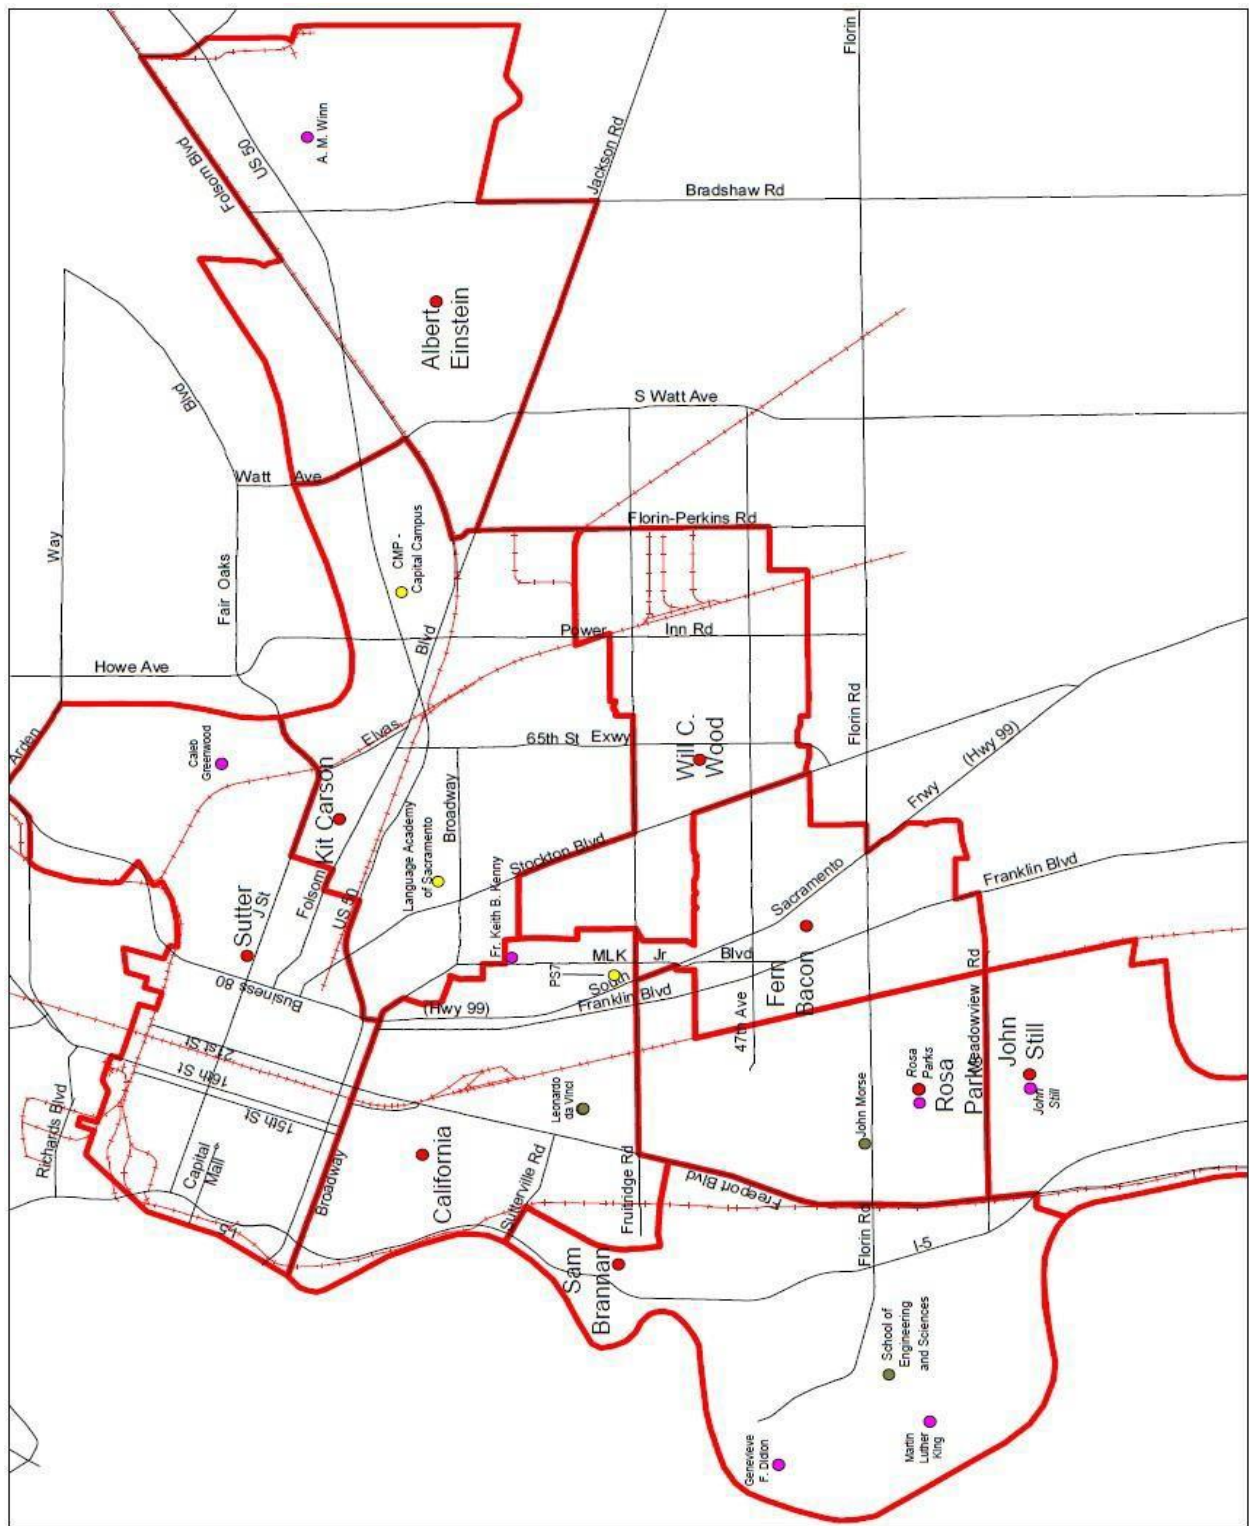 Florin
A. M. Winn
Folsom Blvd
US 50
Jackson Rd
Bradshaw Rd
Albert
Einstein
Blvd
S Watt Ave
Watt Ave
Way
Fair Oaks
CMP -
Capital Campus
Florin-Perkins Rd
Blvd
Power Inn Rd
Howe Ave
Florin Rd
Arden
Caleb
Greenwood
Elvas
65th St Exwy
Will C.
Wood
(Hwy 99)
Frwy
Kit Carson
Language Academy
of Sacramento
Broadway
Stockton Blvd
Folsom
US 50
Sutter
J St
Fr. Keith B. Kenny
Sacramento
Franklin Blvd
Business 80
PS7
MLK Jr Blvd
South
(Hwy 99)
Franklin Blvd
Fern
Bacon
47th Ave
Meadowview Rd
21st St
16th St
15th St
Richards Blvd
Capital
Mall
Leonardo
da Vinci
John Morse
Rosa
Parks
Rosa
Parks
John
Still
John
Still
California
Broadway
Sutterville Rd
Fruitridge Rd
Freeport Blvd
I-5
Sam
Brannan
Florin Rd
I-5
School of
Engineering
and Sciences
Genevieve
F. Didion
Martin
Luther
King